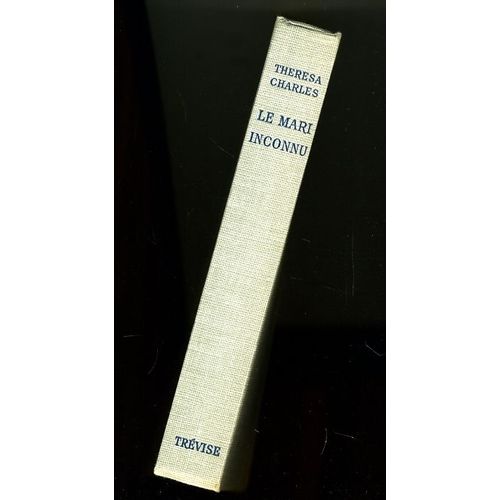 THERESA
CHARLES
LE MARI
INCONNU
TRÉVISE